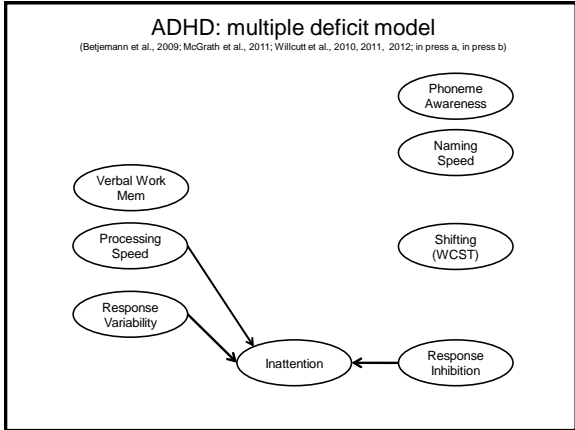 ADHD: multiple deficit model
(Betjemann et al., 2009; McGrath et al., 2011; Willcutt et al., 2010, 2011, 2012; in press a, in press b)
Phoneme
Awareness
Naming
Speed
Verbal Work
Mem
Processing
Speed
Shifting
(WCST)
Response
Variability
Inattention
Response
Inhibition